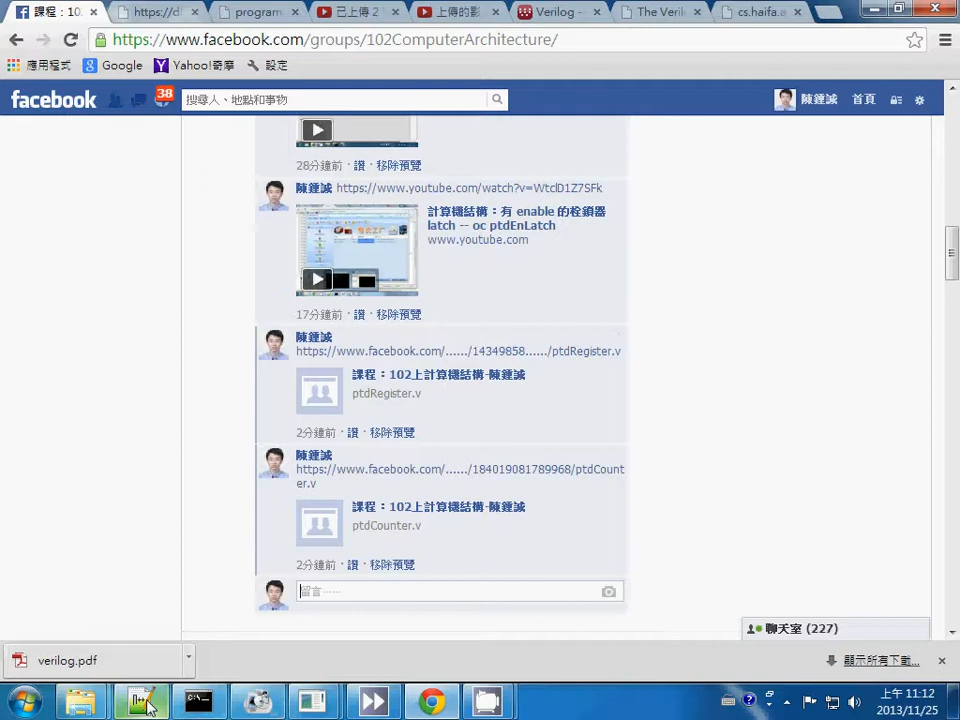 課程：10
https://dl
program
己上傳 2
上傳的影
Verilog --
The Veril
cs.haifa.a
https://www.facebook.com/groups/102ComputerArchitecture/
應用程式
Google
Yahoo!奇摩
設定
facebook
38
搜尋人、地點和事物
陳鍾誠
首頁
28分鐘前 · 讚 · 移除預覽
陳鍾誠 https://www.youtube.com/watch?v=WtclD1Z7SFk
計算機結構：有 enable 的栓鎖器
latch -- oc ptdEnLatch
www.youtube.com
17分鐘前 · 讚 · 移除預覽
陳鍾誠
https://www.facebook.com/....../14349858....../ptdRegister.v
課程：102上計算機結構-陳鍾誠
ptdRegister.v
2分鐘前 · 讚 · 移除預覽
陳鍾誠
https://www.facebook.com/....../184019081789968/ptdCount
er.v
課程：102上計算機結構-陳鍾誠
ptdCounter.v
2分鐘前 · 讚 · 移除預覽
留言......
聊天室 (227)
verilog.pdf
顯示所有下載...
上午 11:12
2013/11/25